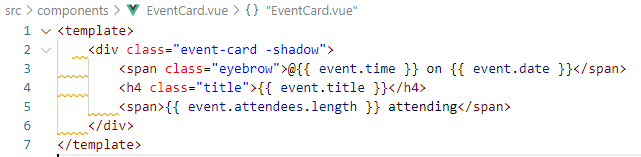 src > components > EventCard.vue > {} "EventCard.vue"
1 <template>
2 <div class="event-card -shadow">
3 <span class="eyebrow">@{{ event.time }} on {{ event.date }}</span>
4 <h4 class="title">{{ event.title }}</h4>
5 <span>{{ event.attendees.length }} attending</span>
6 </div>
7 </template>